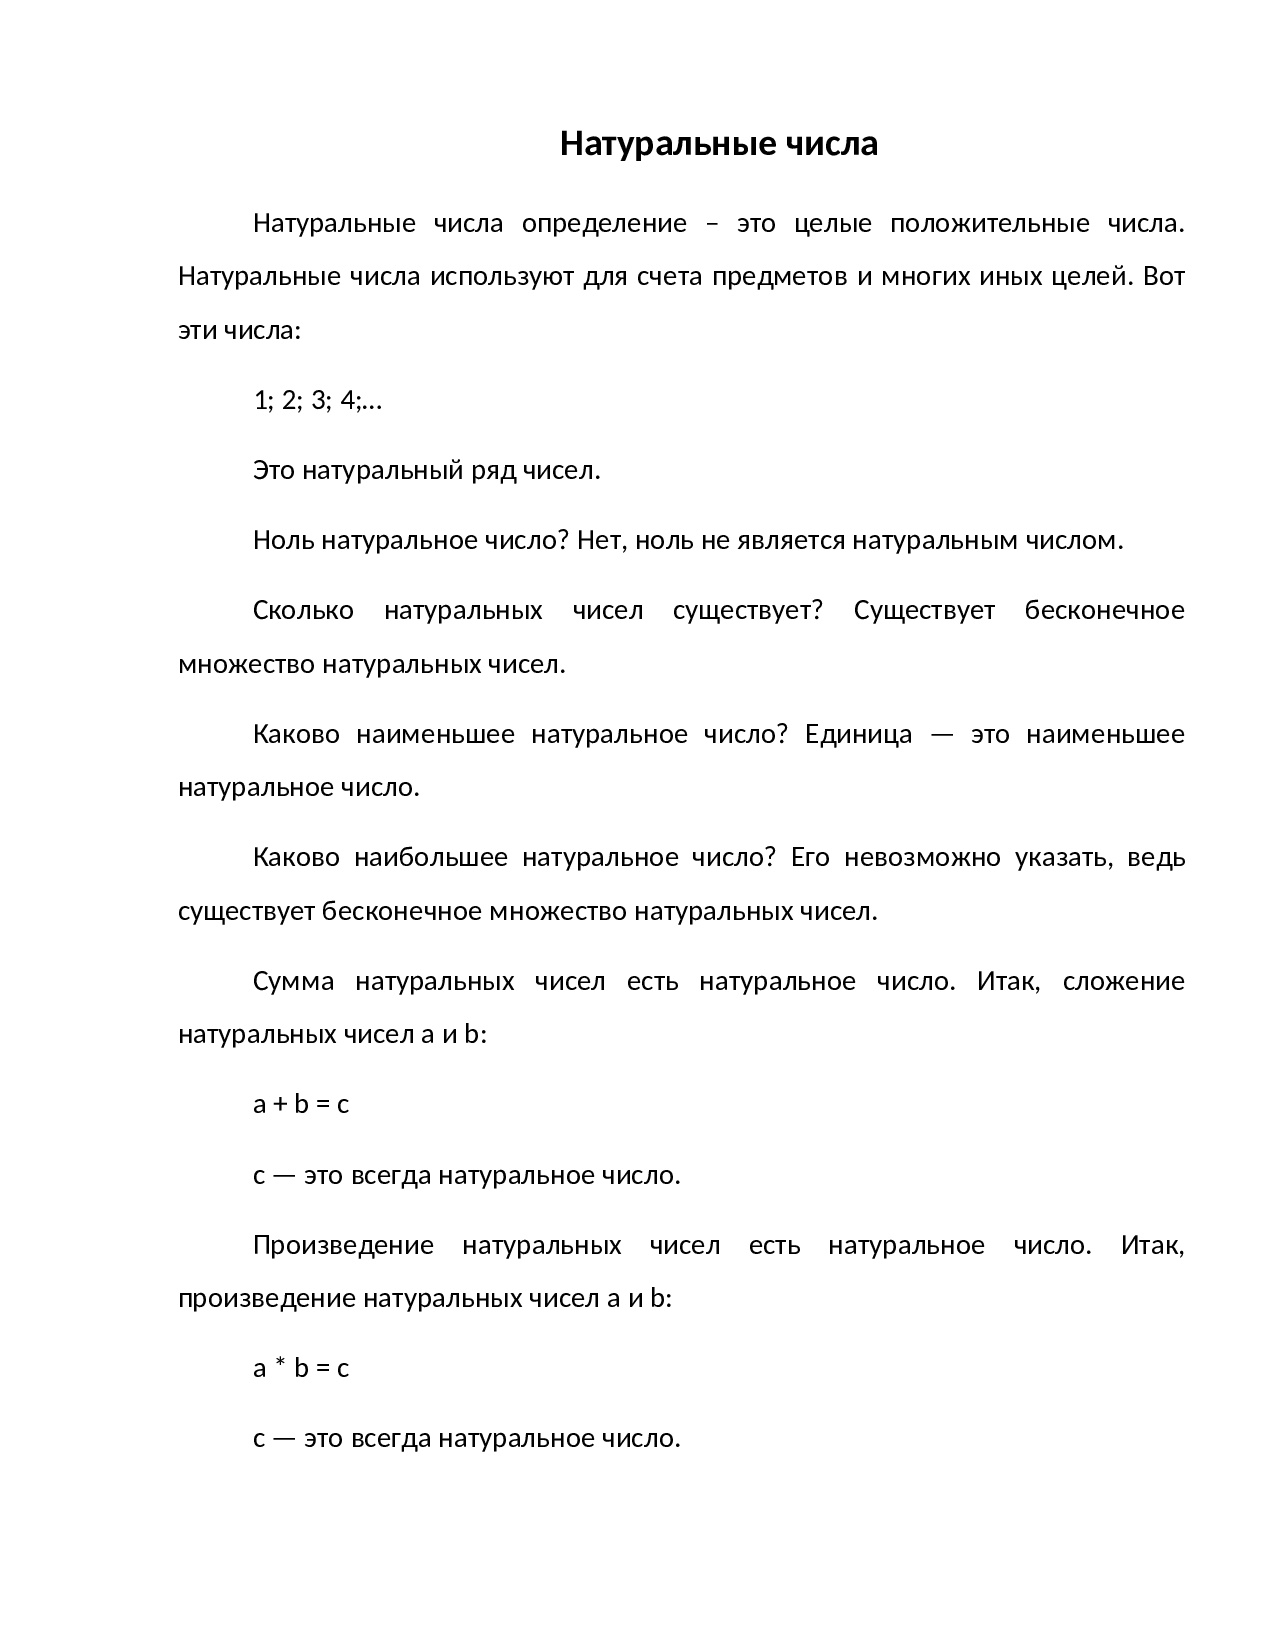 Натуральные числа
Натуральные числа определение – это целые положительные числа.
Натуральные числа используют для счета предметов и многих иных целей. Вот
эти числа:
1; 2; 3; 4;…
Это натуральный ряд чисел.
Ноль натуральное число? Нет, ноль не является натуральным числом.
Сколько натуральных чисел существует? Существует бесконечное
множество натуральных чисел.
Каково наименьшее натуральное число? Единица — это наименьшее
натуральное число.
Каково наибольшее натуральное число? Его невозможно указать, ведь
существует бесконечное множество натуральных чисел.
Сумма натуральных чисел есть натуральное число. Итак, сложение
натуральных чисел a и b:
a + b = c
c — это всегда натуральное число.
Произведение натуральных чисел есть натуральное число. Итак,
произведение натуральных чисел a и b:
a * b = c
c — это всегда натуральное число.